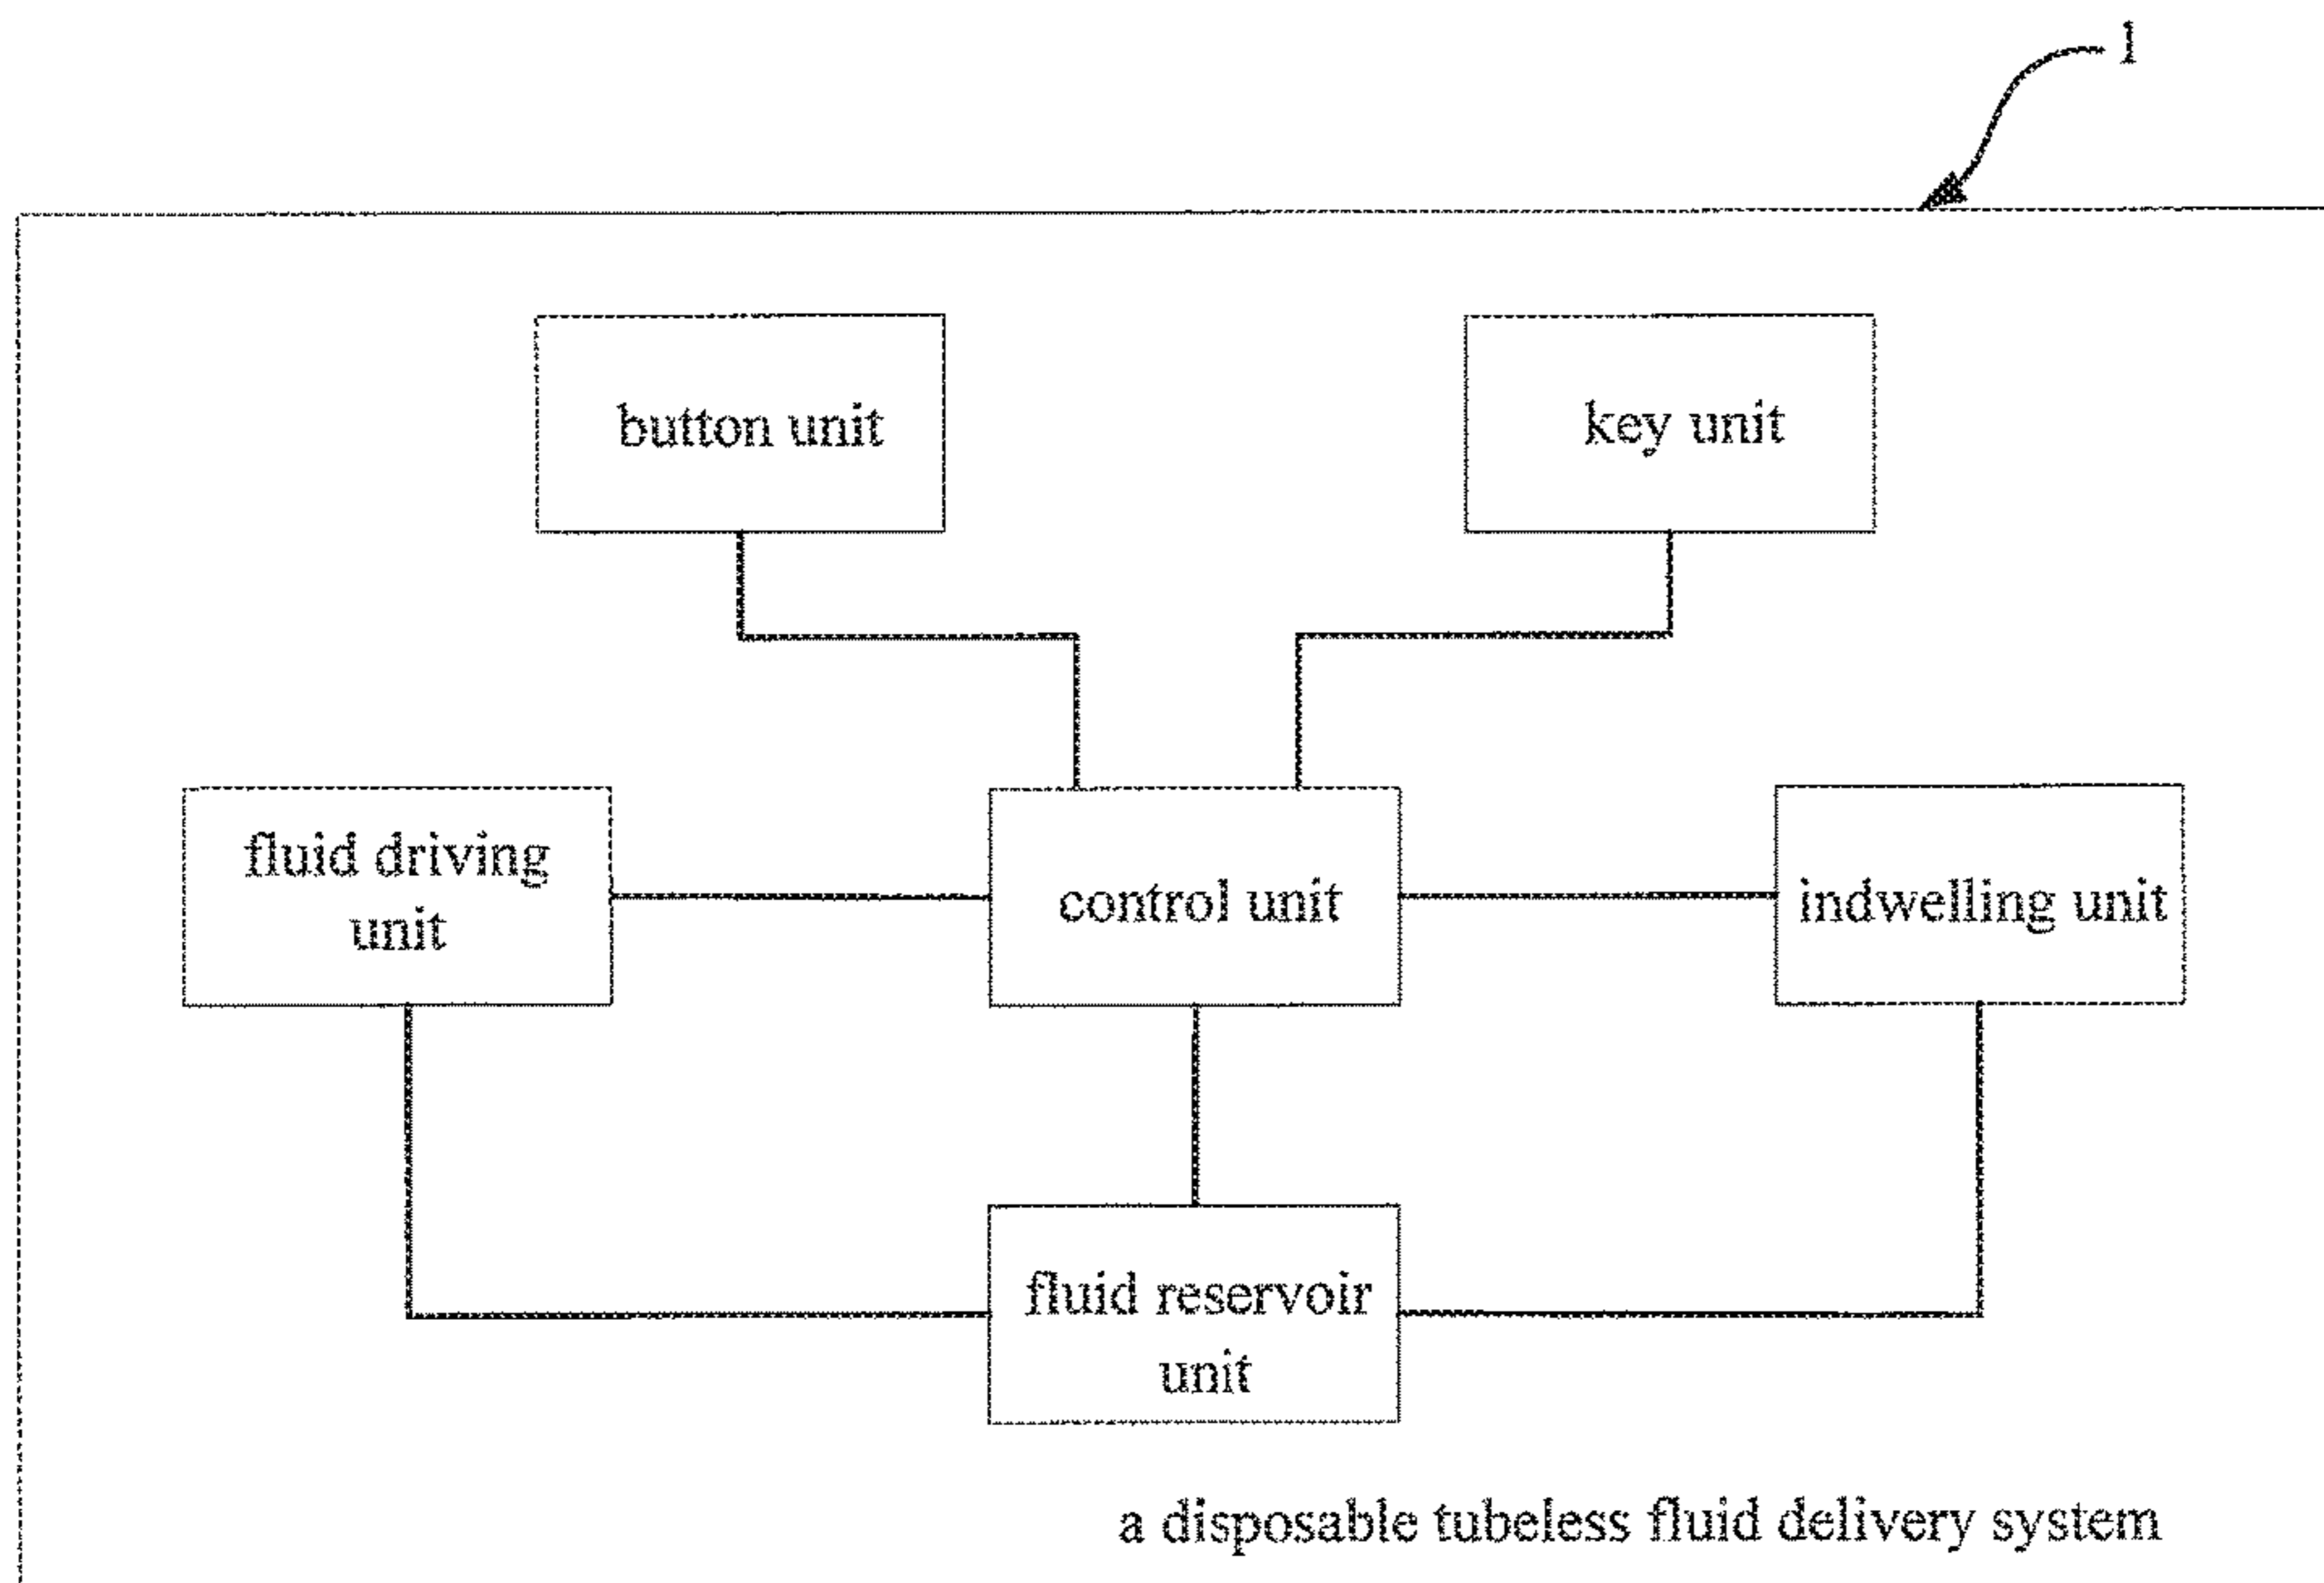 1
button unit
key unit
fluid driving
unit
control unit
indwelling unit
fluid reservoir
unit
a disposable tubeless fluid delivery system